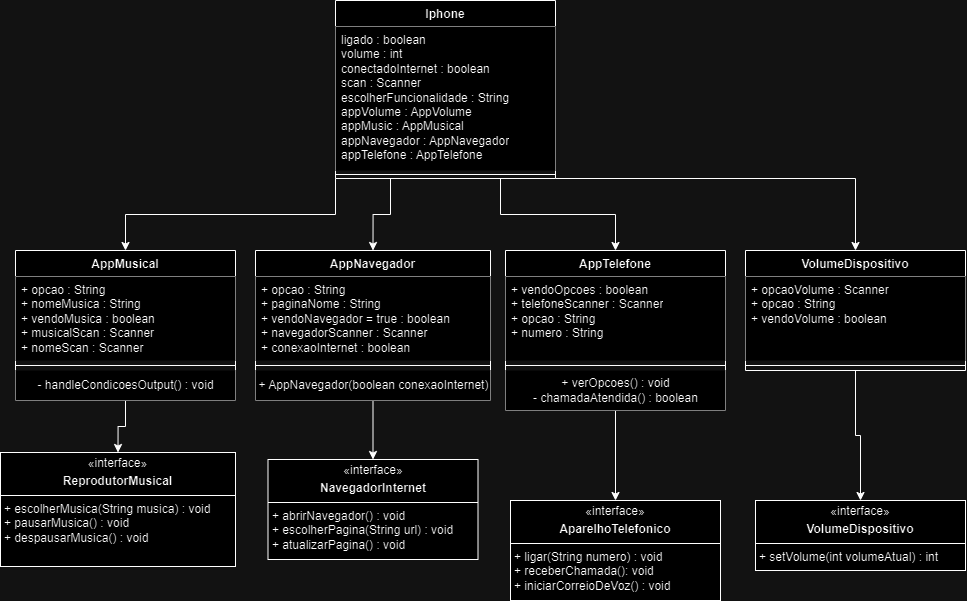 Iphone
ligado : boolean
volume : int
conectadoInternet : boolean
scan : Scanner
escolherFuncionalidade : String
appVolume : AppVolume
appMusic : AppMusical
appNavegador : AppNavegador
appTelefone : AppTelefone
AppMusical
+ opcao : String
+ nomeMusica : String
+ vendoMusica : boolean
+ musicalScan : Scanner
+ nomeScan : Scanner
- handleCondicoesOutput() : void
AppNavegador
+ opcao : String
+ paginaNome : String
+ vendoNavegador = true : boolean
+ navegadorScanner : Scanner
+ conexaoInternet : boolean
+ AppNavegador(boolean conexaoInternet)
AppTelefone
+ vendoOpcoes : boolean
+ telefoneScanner : Scanner
+ opcao : String
+ numero : String
+ verOpcoes() : void
- chamadaAtendida() : boolean
VolumeDispositivo
+ opcaoVolume : Scanner
+ opcao : String
+ vendoVolume : boolean
«interface»
ReprodutorMusical
+ escolherMusica(String musica) : void
+ pausarMusica() : void
+ despausarMusica() : void
«interface»
NavegadorInternet
+ abrirNavegador() : void
+ escolherPagina(String url) : void
+ atualizarPagina() : void
«interface»
AparelhoTelefonico
+ ligar(String numero) : void
+ receberChamada(): void
+ iniciarCorreioDeVoz() : void
«interface»
VolumeDispositivo
+ setVolume(int volumeAtual) : int